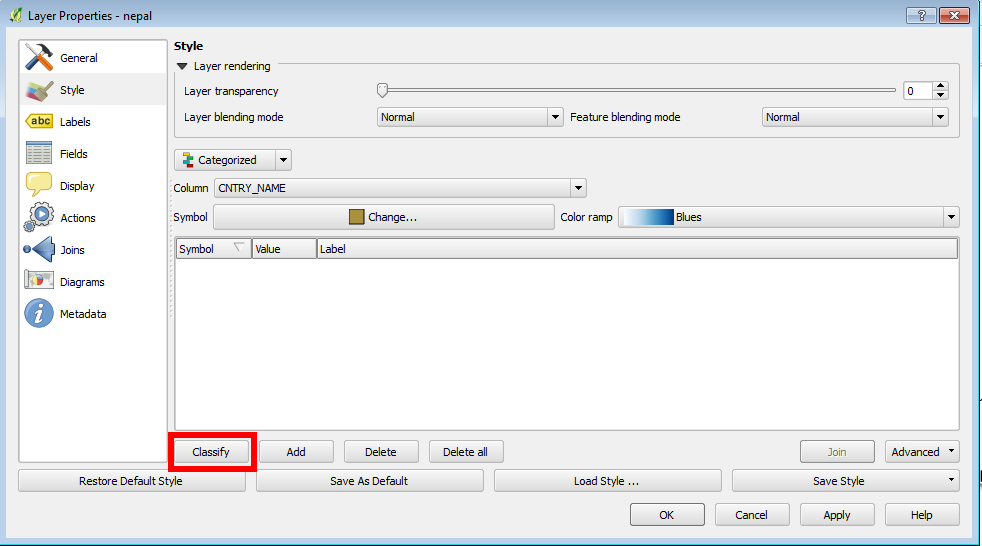 Layer Properties - nepal
General
Style
Labels
Fields
Display
Actions
Joins
Diagrams
Metadata
Style
Layer rendering
Layer transparency 0
Layer blending mode Normal Feature blending mode Normal
Categorized
Column CNTRY_NAME
Symbol Change... Color ramp Blues
Symbol Value Label
Classify Add Delete Delete all Join Advanced
Restore Default Style Save As Default Load Style ... Save Style
OK Cancel Apply Help